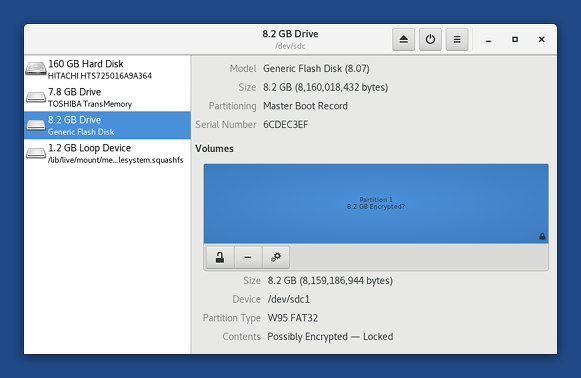 8.2 GB Drive
/dev/sdc
160 GB Hard Disk
HITACHI HTS725016A9A364
7.8 GB Drive
TOSHIBA TransMemory
8.2 GB Drive
Generic Flash Disk
1.2 GB Loop Device
/lib/live/mount/me...lesystem.squashfs
Model Generic Flash Disk (8.07)
Size 8.2 GB (8,160,018,432 bytes)
Partitioning Master Boot Record
Serial Number 6CDEC3EF
Volumes
Partition 1
8.2 GB Encrypted?
Size 8.2 GB (8,159,186,944 bytes)
Device /dev/sdc1
Partition Type W95 FAT32
Contents Possibly Encrypted — Locked